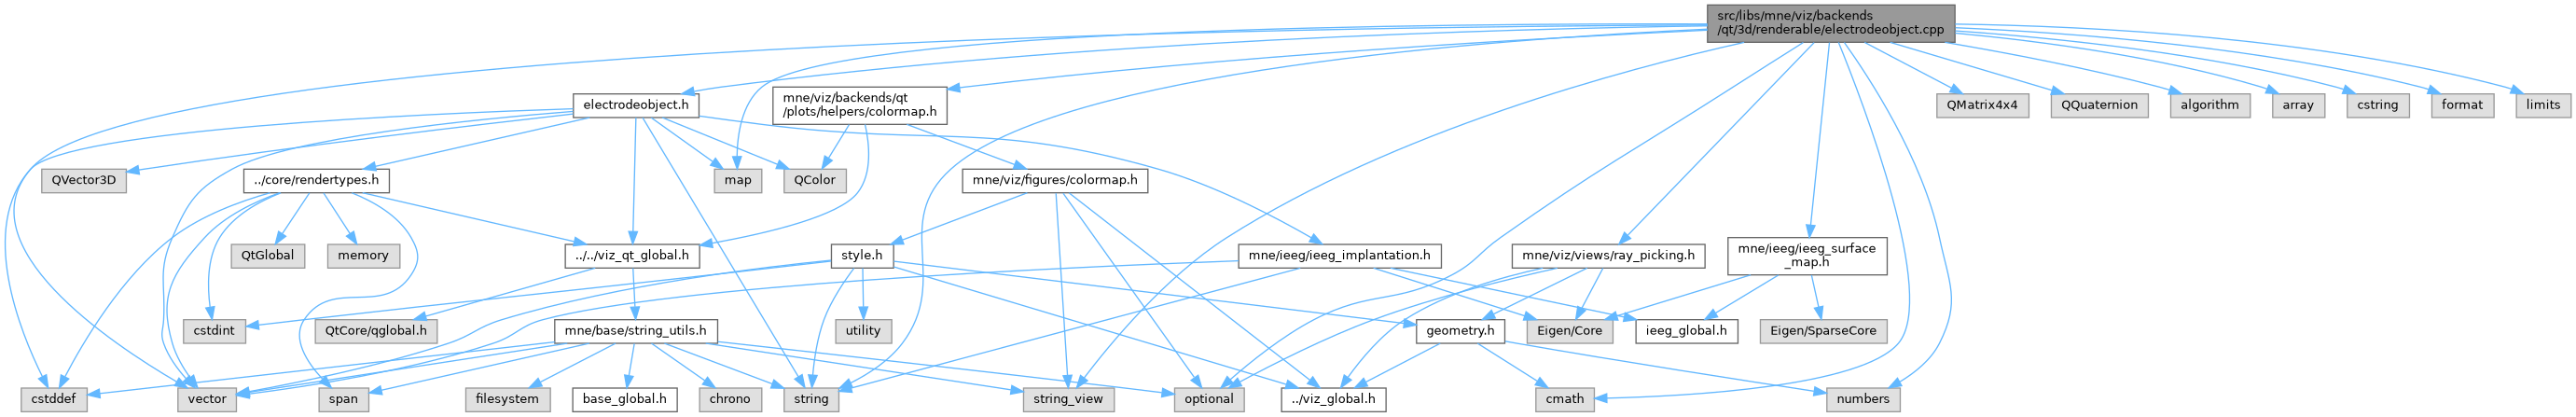 src/libs/mne/viz/backends
/qt/3d/renderable/electrodeobject.cpp
electrodeobject.h
mne/viz/backends/qt
/plots/helpers/colormap.h
QMatrix4x4
QQuaternion
algorithm
array
cstring
format
limits
QVector3D
../core/rendertypes.h
map
QColor
mne/viz/figures/colormap.h
QtGlobal
memory
../../viz_qt_global.h
style.h
mne/ieeg/ieeg_implantation.h
mne/viz/views/ray_picking.h
mne/ieeg/ieeg_surface
_map.h
cstdint
QtCore/qglobal.h
mne/base/string_utils.h
utility
geometry.h
Eigen/Core
ieeg_global.h
Eigen/SparseCore
cstddef
vector
span
filesystem
base_global.h
chrono
string
string_view
optional
../viz_global.h
cmath
numbers